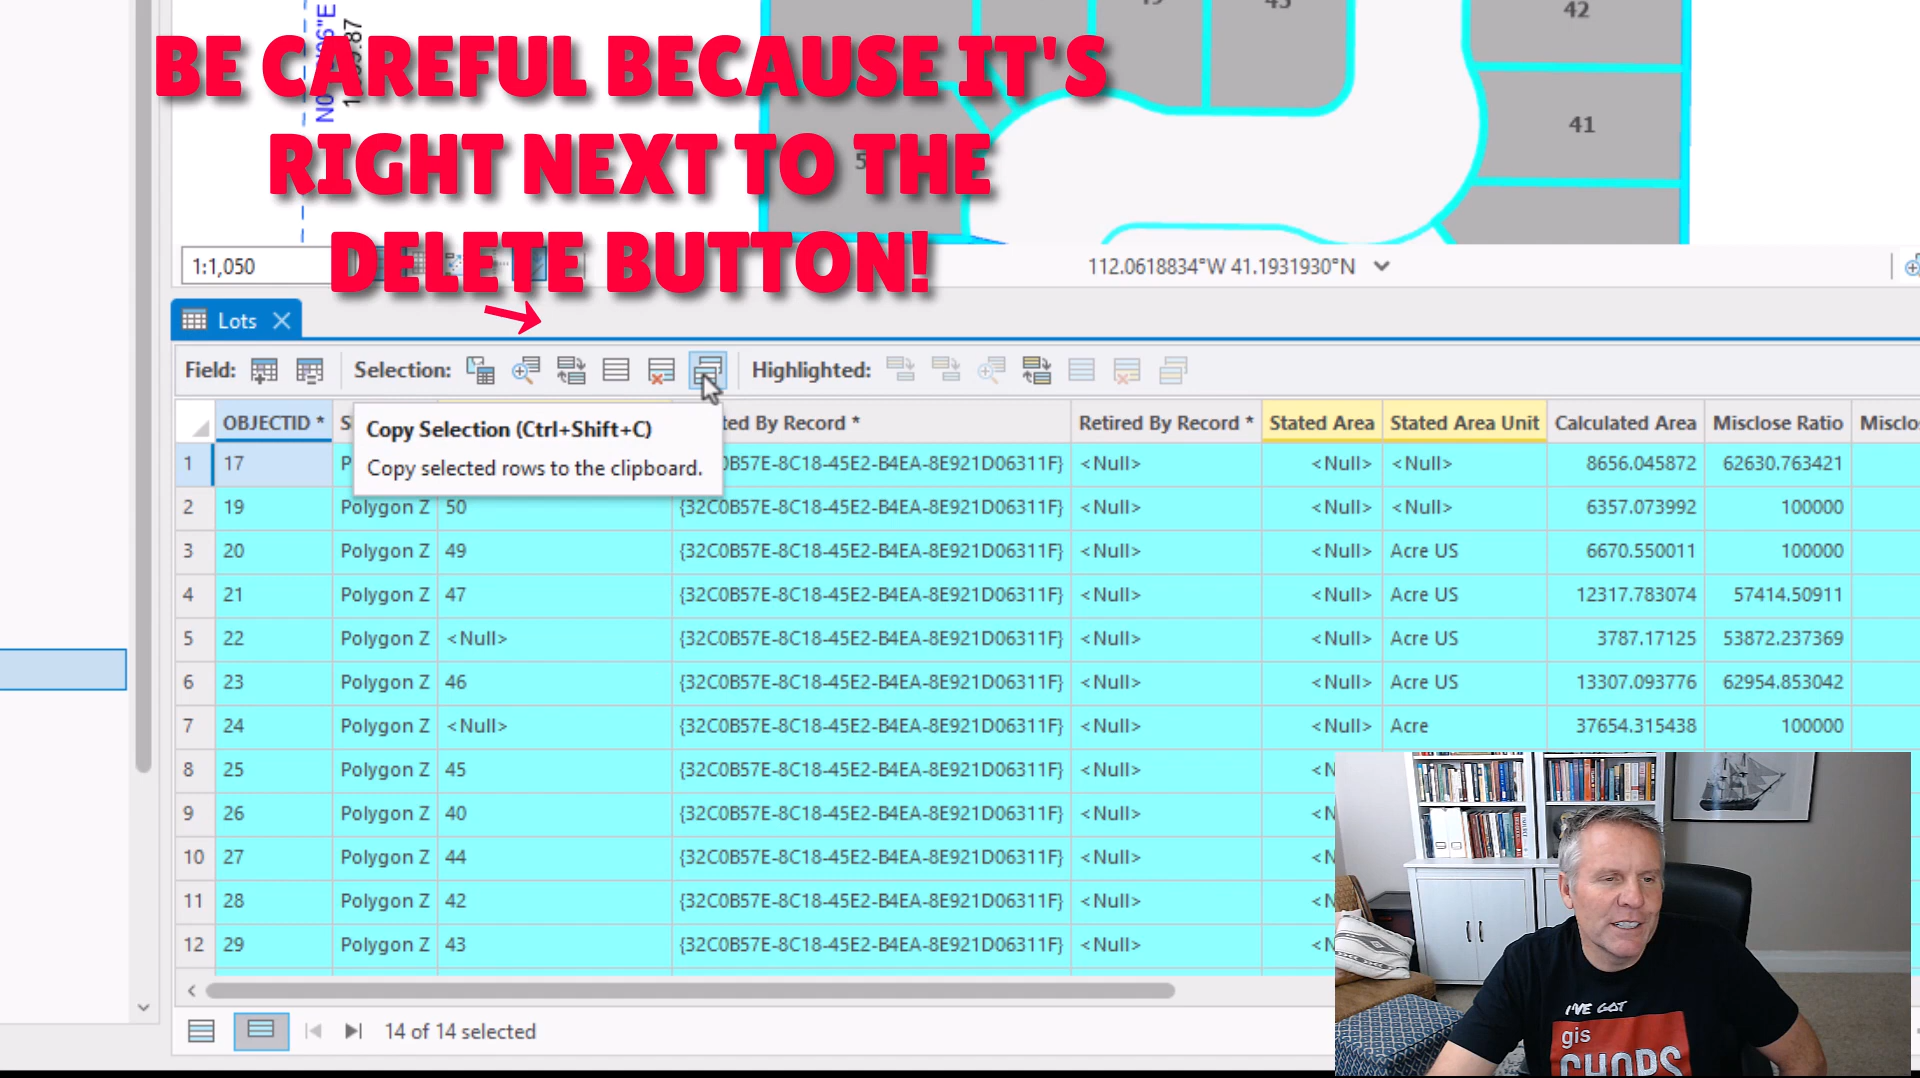 42
41
BE CAREFUL BECAUSE IT'S
RIGHT NEXT TO THE
DELETE BUTTON!
1:1,050
112.0618834°W 41.1931930°N
Lots
Field: Selection: Highlighted:
OBJECTID * ted By Record * Retired By Record * Stated Area Stated Area Unit Calculated Area Misclose Ratio Misclo
Copy Selection (Ctrl+Shift+C)
Copy selected rows to the clipboard.
1 17 P 0B57E-8C18-45E2-B4EA-8E921D06311F} <Null> <Null> <Null> 8656.045872 62630.763421
2 19 Polygon Z 50 {32C0B57E-8C18-45E2-B4EA-8E921D06311F} <Null> <Null> <Null> 6357.073992 100000
3 20 Polygon Z 49 {32C0B57E-8C18-45E2-B4EA-8E921D06311F} <Null> <Null> Acre US 6670.550011 100000
4 21 Polygon Z 47 {32C0B57E-8C18-45E2-B4EA-8E921D06311F} <Null> <Null> Acre US 12317.783074 57414.50911
5 22 Polygon Z <Null> {32C0B57E-8C18-45E2-B4EA-8E921D06311F} <Null> <Null> Acre US 3787.17125 53872.237369
6 23 Polygon Z 46 {32C0B57E-8C18-45E2-B4EA-8E921D06311F} <Null> <Null> Acre US 13307.093776 62954.853042
7 24 Polygon Z <Null> {32C0B57E-8C18-45E2-B4EA-8E921D06311F} <Null> <Null> Acre 37654.315438 100000
8 25 Polygon Z 45 {32C0B57E-8C18-45E2-B4EA-8E921D06311F} <Null> <N
9 26 Polygon Z 40 {32C0B57E-8C18-45E2-B4EA-8E921D06311F} <Null> <N
10 27 Polygon Z 44 {32C0B57E-8C18-45E2-B4EA-8E921D06311F} <Null> <N
11 28 Polygon Z 42 {32C0B57E-8C18-45E2-B4EA-8E921D06311F} <Null> <N
12 29 Polygon Z 43 {32C0B57E-8C18-45E2-B4EA-8E921D06311F} <Null> <N
14 of 14 selected
I'VE GOT
gis
CHOPS